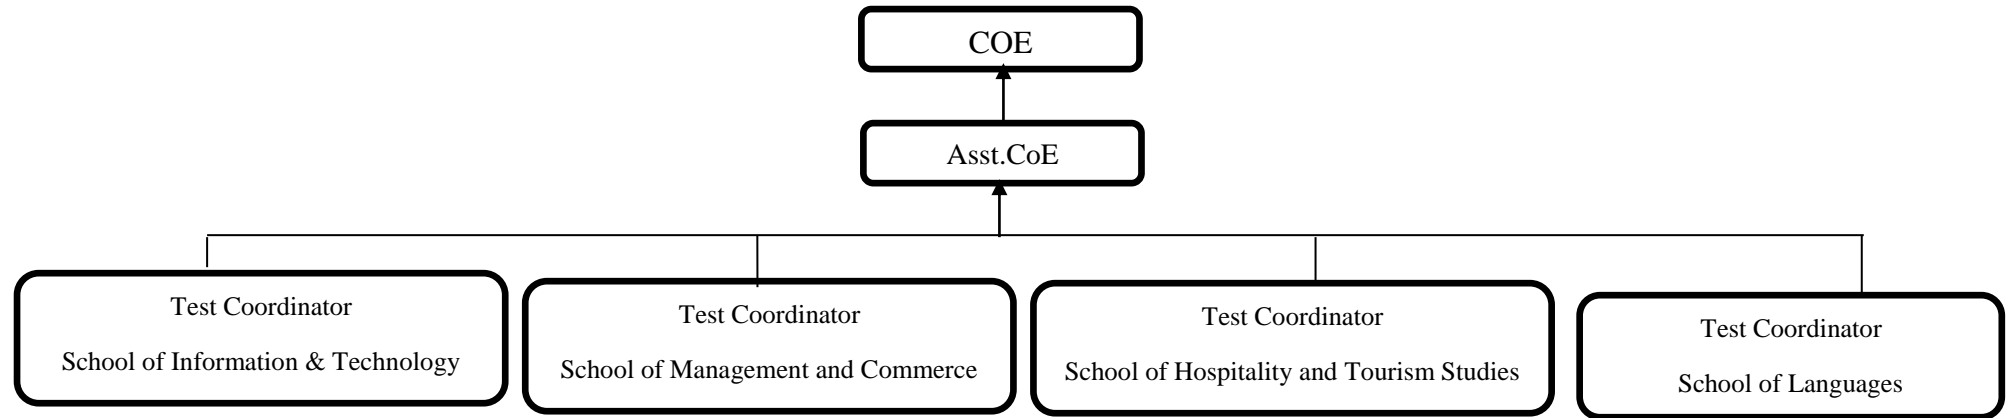 COE
Asst.CoE
Test Coordinator
School of Information & Technology
Test Coordinator
School of Management and Commerce
Test Coordinator
School of Hospitality and Tourism Studies
Test Coordinator
School of Languages